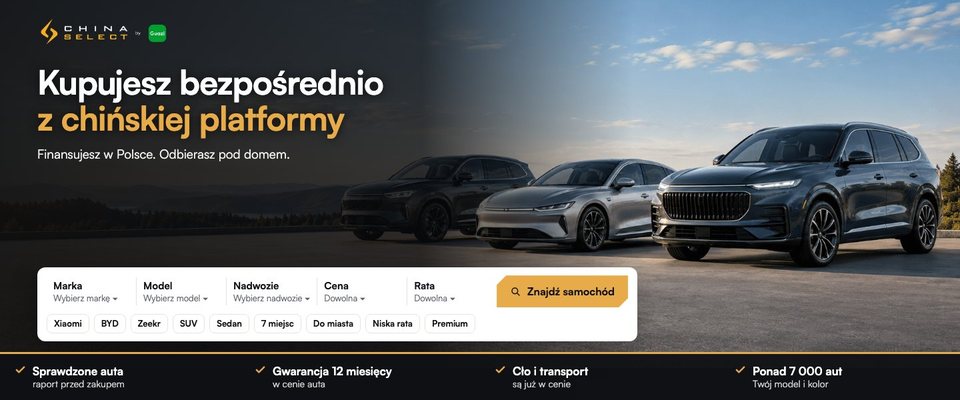 CHINA
SELECT by Guazi
Kupujesz bezpośrednio
z chińskiej platformy
Finansujesz w Polsce. Odbierasz pod domem.
Marka Model Nadwozie Cena Rata
Wybierz markę Wybierz model Wybierz nadwozie Dowolna Dowolna
Znajdź samochód
Xiaomi BYD Zeekr SUV Sedan 7 miejsc Do miasta Niska rata Premium
Sprawdzone auta Gwarancja 12 miesięcy Cło i transport Ponad 7 000 aut
raport przed zakupem w cenie auta są już w cenie Twój model i kolor